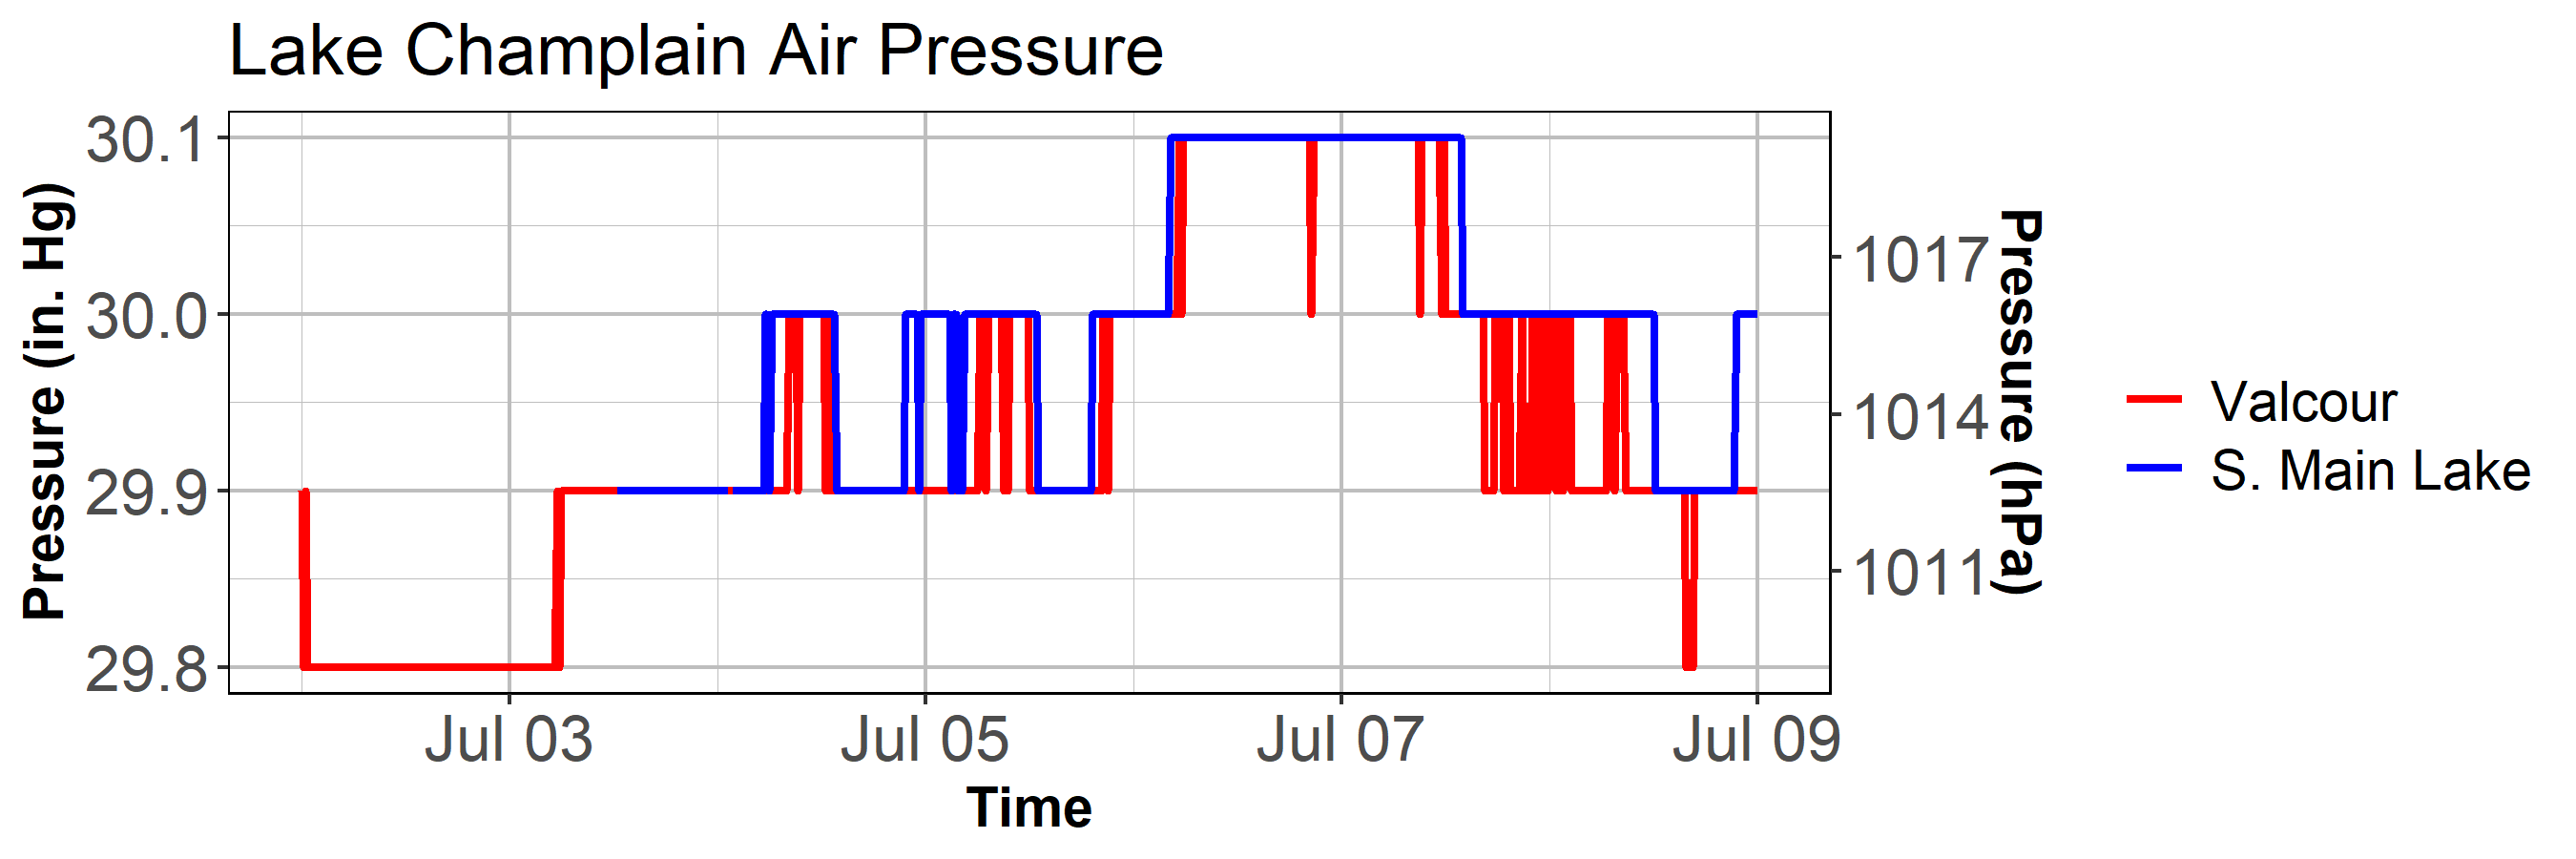 Lake Champlain Air Pressure
Pressure (in. Hg)
30.1
30.0
29.9
29.8
Jul 03
Jul 05
Jul 07
Jul 09
Time
1017
1014
1011
Pressure (hPa)
Valcour
S. Main Lake